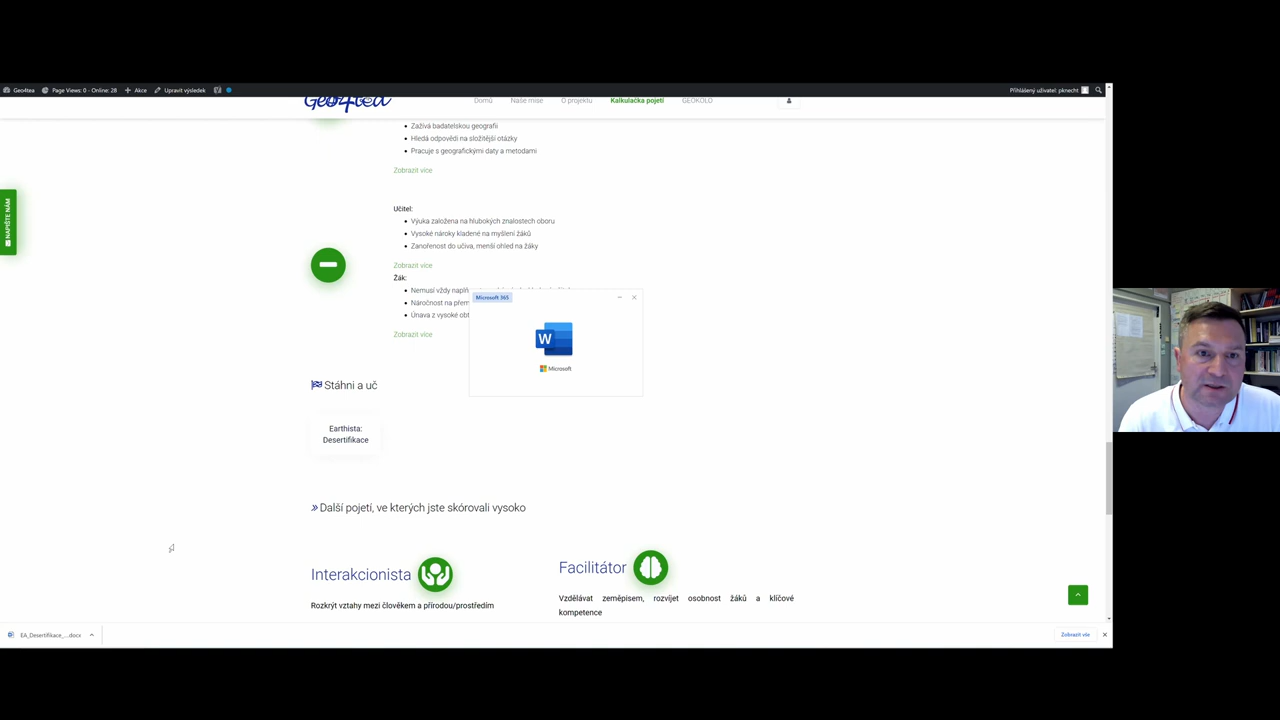 Geo4tea
Page Views: 0 - Online: 28
Akce
Upravit výsledek
Přihlášený uživatel: pknecht
Geo4tea
Domů
Naše mise
O projektu
Kalkulačka pojetí
GEOKOLO
Zažívá badatelskou geografii
Hledá odpovědi na složitější otázky
Pracuje s geografickými daty a metodami
Zobrazit více
NAPIŠTE NÁM
Učitel:
Výuka založena na hlubokých znalostech oboru
Vysoké nároky kladené na myšlení žáků
Zanořenost do učiva, menší ohled na žáky
Zobrazit více
Žák:
Nemusí vždy
Náročnost na
Únava z vysoké
Zobrazit více
Microsoft 365
W
Microsoft
Stáhni a uč
Earthista:
Desertifikace
Další pojetí, ve kterých jste skórovali vysoko
Interakcionista
Rozkrýt vztahy mezi člověkem a přírodou/prostředím
Facilitátor
Vzdělávat zeměpisem, rozvíjet osobnost žáků a klíčové
kompetence
EA_Desertifikace_...docx
Zobrazit vše